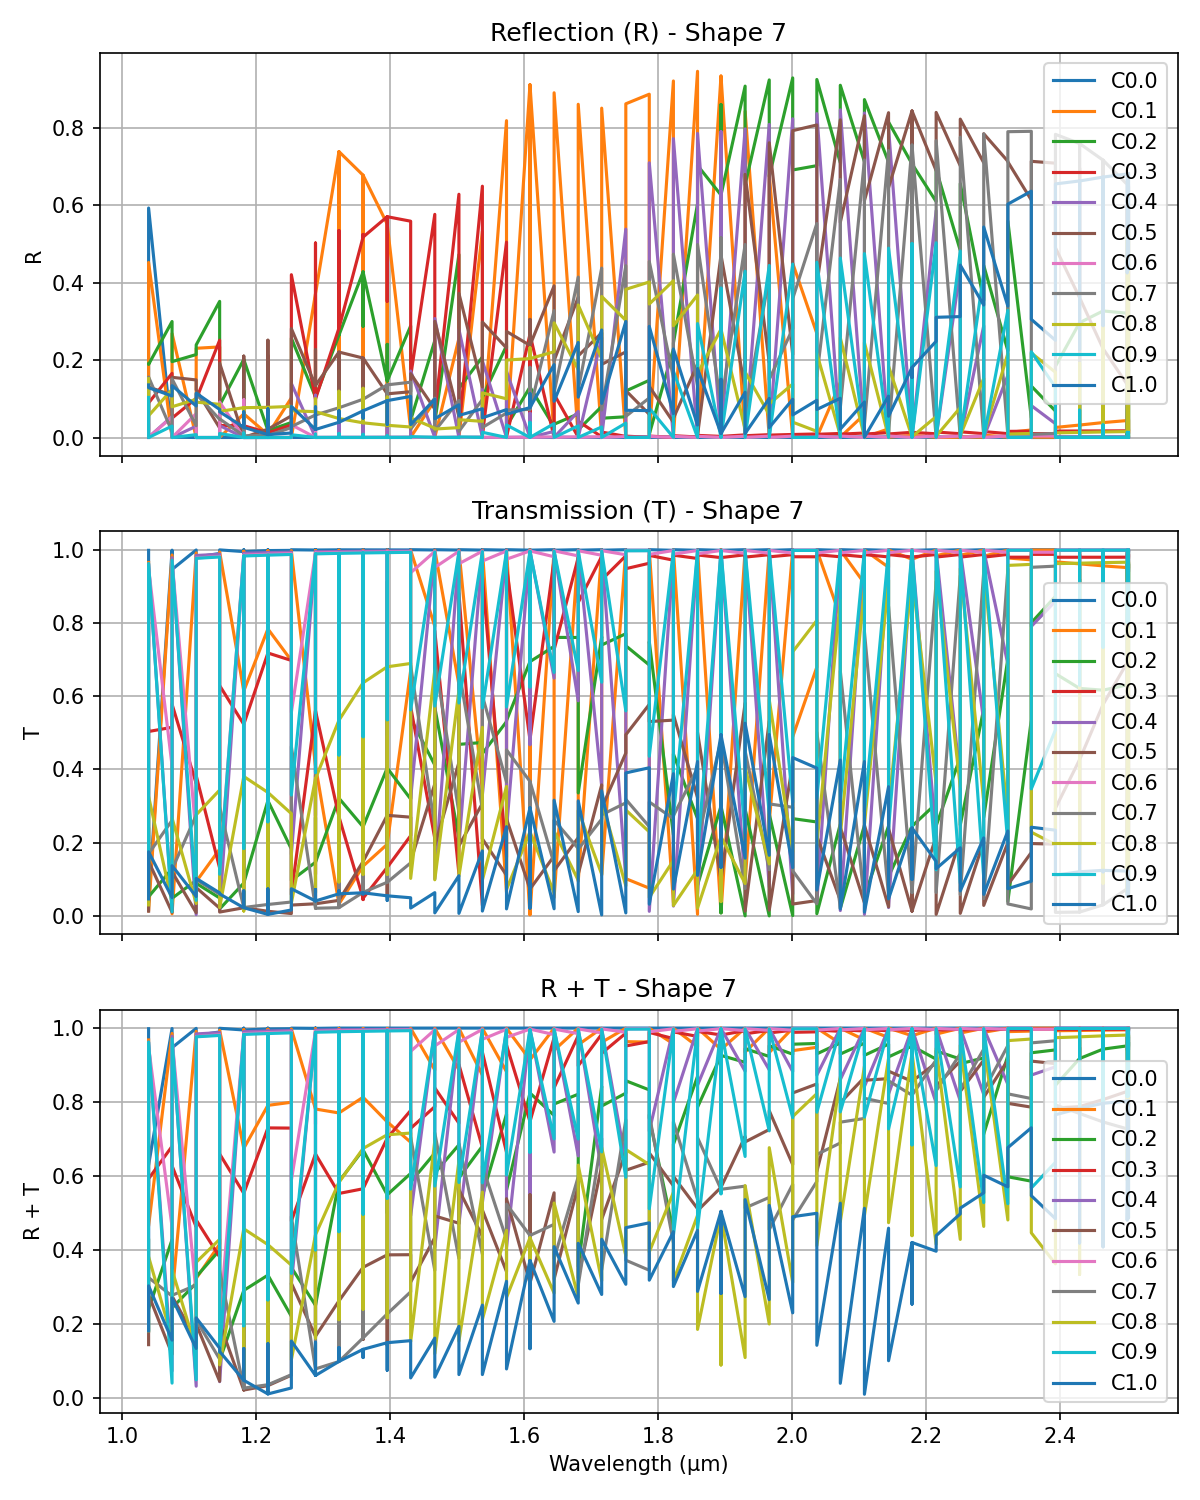 Reflection (R) - Shape 7
R
0.8
0.6
0.4
0.2
0.0
C0.0
C0.1
C0.2
C0.3
C0.4
C0.5
C0.6
C0.7
C0.8
C0.9
C1.0
Transmission (T) - Shape 7
T
1.0
0.8
0.6
0.4
0.2
0.0
C0.0
C0.1
C0.2
C0.3
C0.4
C0.5
C0.6
C0.7
C0.8
C0.9
C1.0
R + T - Shape 7
R + T
1.0
0.8
0.6
0.4
0.2
0.0
C0.0
C0.1
C0.2
C0.3
C0.4
C0.5
C0.6
C0.7
C0.8
C0.9
C1.0
1.0 1.2 1.4 1.6 1.8 2.0 2.2 2.4
Wavelength (μm)